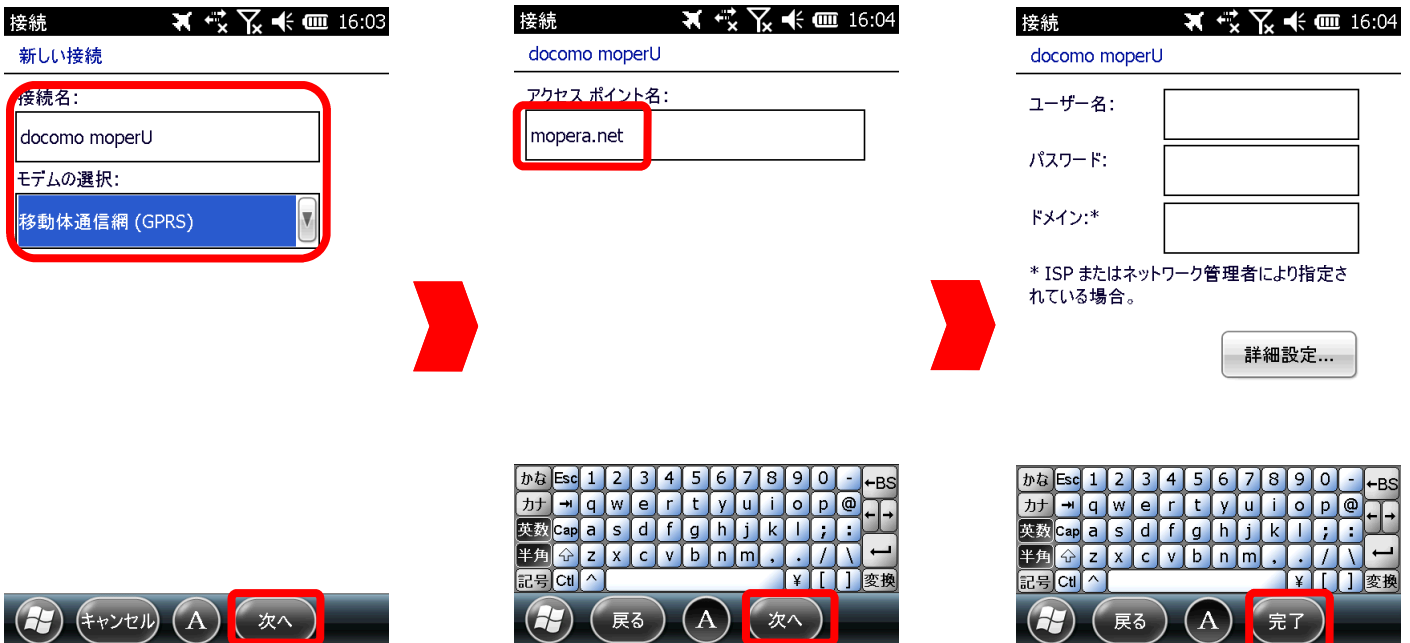 接続 16:03
新しい接続
接続名:
docomo moperU
モデムの選択:
移動体通信網 (GPRS)
キャンセル A 次へ
接続 16:04
docomo moperU
アクセス ポイント名:
mopera.net
かな Esc 1 2 3 4 5 6 7 8 9 0 - ←BS
カナ →| q w e r t y u i o p @ ← →
英数 Cap a s d f g h j k l ; :
半角 ⇧ z x c v b n m , . / \ ↵
記号 Ctl ^ ¥ [ ] 変換
戻る A 次へ
接続 16:04
docomo moperU
ユーザー名:
パスワード:
ドメイン:*
* ISP またはネットワーク管理者により指定さ
れている場合。
詳細設定...
かな Esc 1 2 3 4 5 6 7 8 9 0 - ←BS
カナ →| q w e r t y u i o p @ ← →
英数 Cap a s d f g h j k l ; :
半角 ⇧ z x c v b n m , . / \ ↵
記号 Ctl ^ ¥ [ ] 変換
戻る A 完了